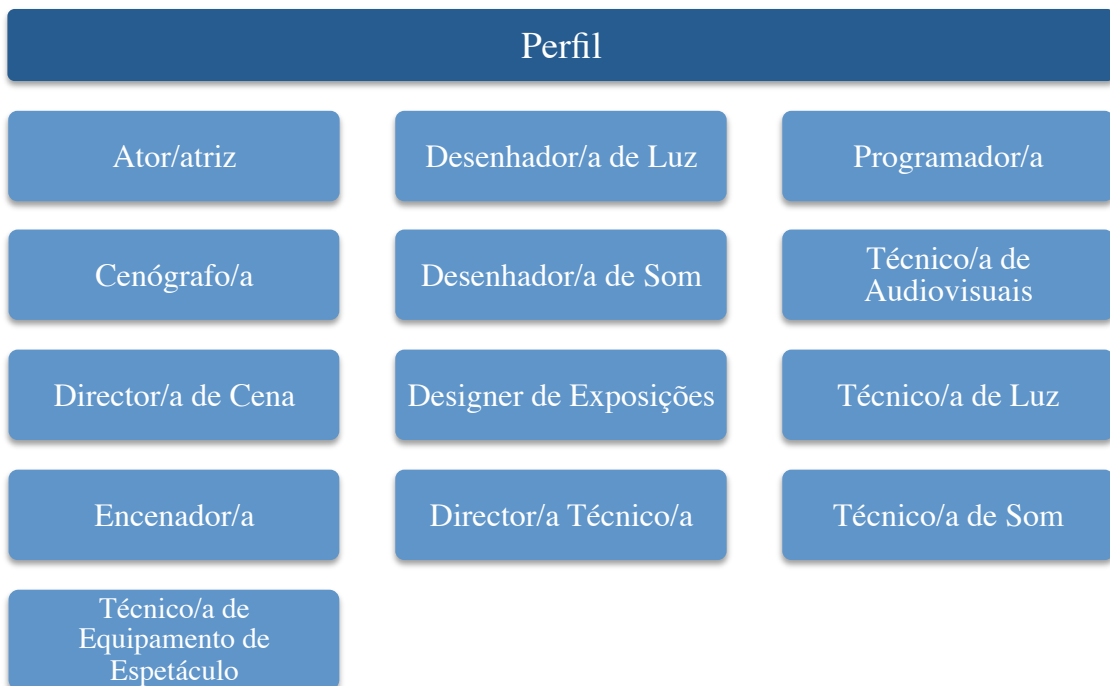 Perfil
Ator/atriz
Desenhador/a de Luz
Programador/a
Cenógrafo/a
Desenhador/a de Som
Técnico/a de
Audiovisuais
Director/a de Cena
Designer de Exposições
Técnico/a de Luz
Encenador/a
Director/a Técnico/a
Técnico/a de Som
Técnico/a de
Equipamento de
Espetáculo